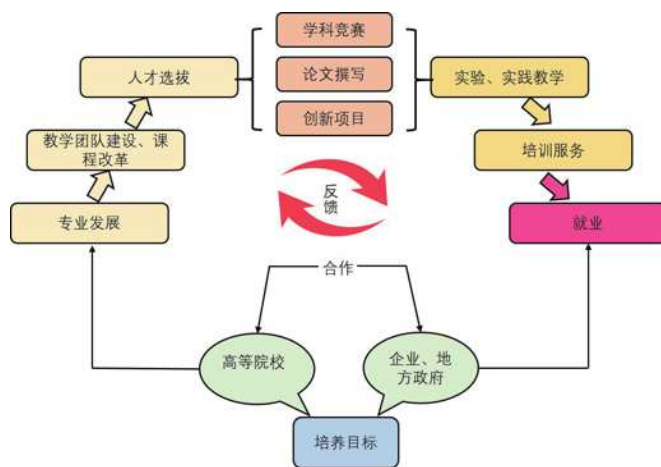 学科竞赛
人才选拔
论文撰写
实验、实践教学
创新项目
教学团队建设、课
程改革
培训服务
反
馈
专业发展
就业
合作
高等院校
企业、地
方政府
培养目标